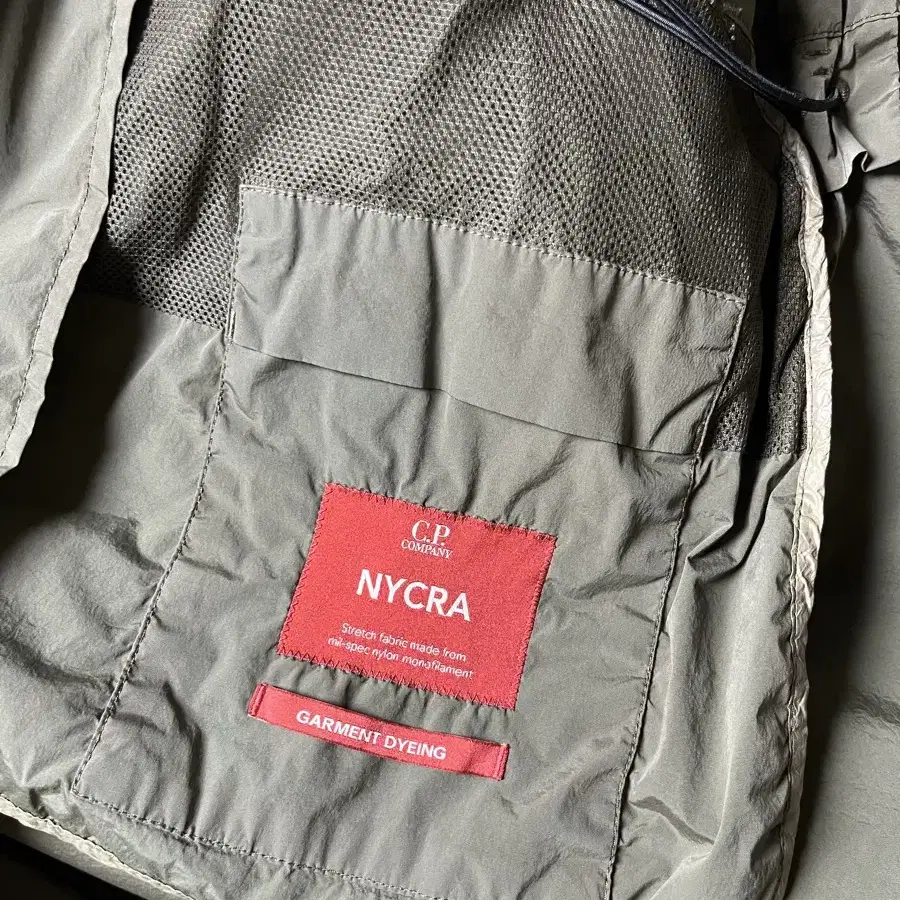 C.P.
COMPANY
NYCRA
Stretch fabric made from
mil-spec nylon monofilament
GARMENT DYEING